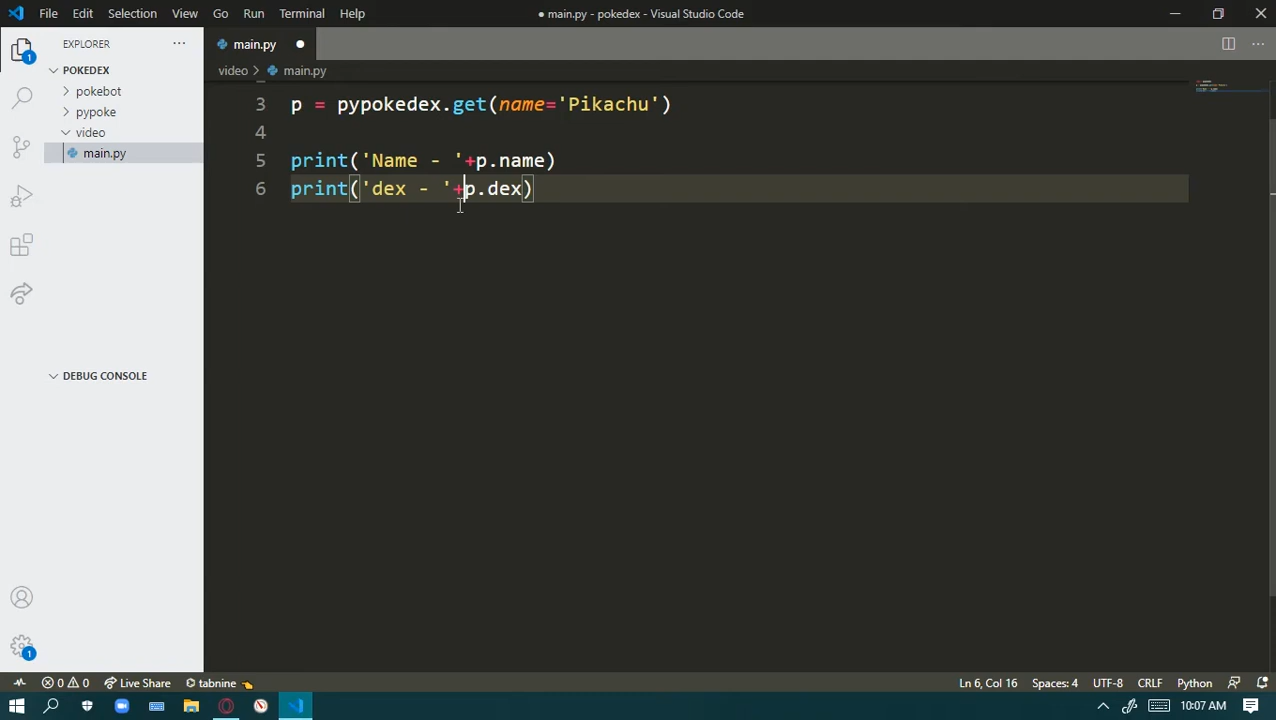 File Edit Selection View Go Run Terminal Help
● main.py - pokedex - Visual Studio Code
EXPLORER ···
main.py ●
POKEDEX
video > main.py
pokebot
pypoke
video
main.py
3 p = pypokedex.get(name='Pikachu')
4
5 print('Name - '+p.name)
6 print('dex - '+p.dex)
DEBUG CONSOLE
1
1
0 0 Live Share tabnine Ln 6, Col 16 Spaces: 4 UTF-8 CRLF Python
10:07 AM